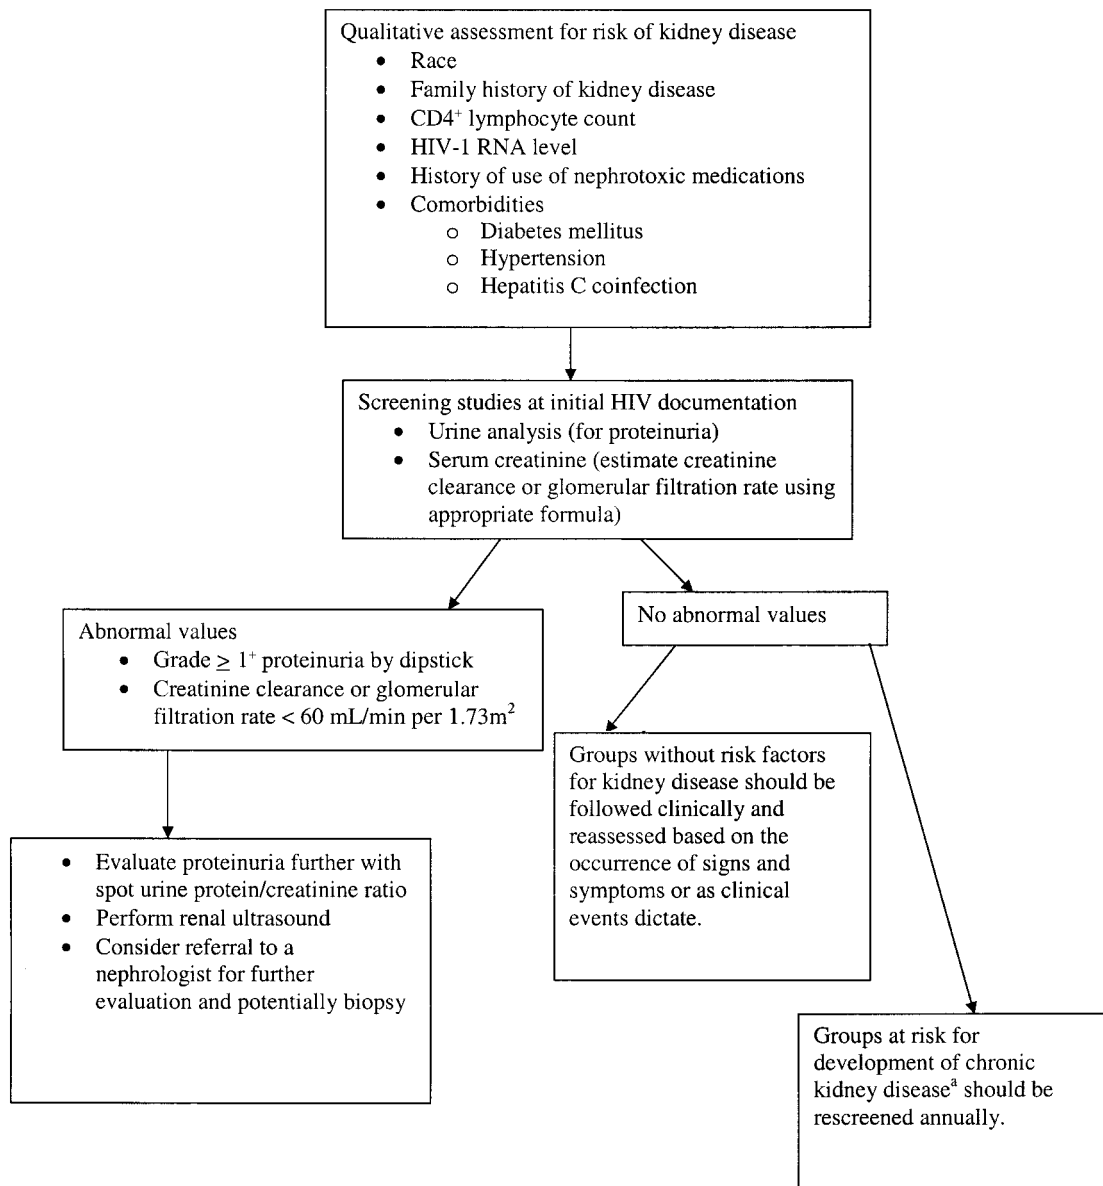 Qualitative assessment for risk of kidney disease
• Race
• Family history of kidney disease
• CD4⁺ lymphocyte count
• HIV-1 RNA level
• History of use of nephrotoxic medications
• Comorbidities
o Diabetes mellitus
o Hypertension
o Hepatitis C coinfection
Screening studies at initial HIV documentation
• Urine analysis (for proteinuria)
• Serum creatinine (estimate creatinine
clearance or glomerular filtration rate using
appropriate formula)
Abnormal values
• Grade ≥ 1⁺ proteinuria by dipstick
• Creatinine clearance or glomerular
filtration rate < 60 mL/min per 1.73m²
No abnormal values
• Evaluate proteinuria further with
spot urine protein/creatinine ratio
• Perform renal ultrasound
• Consider referral to a
nephrologist for further
evaluation and potentially biopsy
Groups without risk factors
for kidney disease should be
followed clinically and
reassessed based on the
occurrence of signs and
symptoms or as clinical
events dictate.
Groups at risk for
development of chronic
kidney diseaseᵃ should be
rescreened annually.